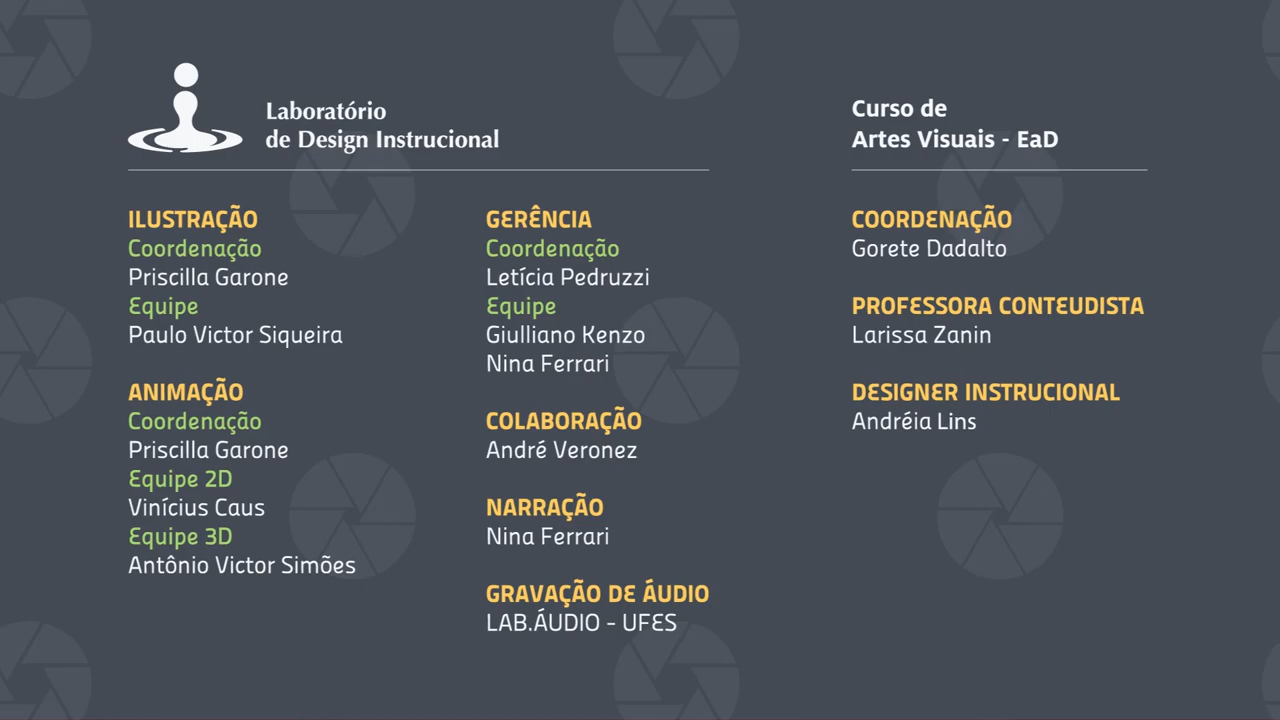 Laboratório
de Design Instrucional
ILUSTRAÇÃO
Coordenação
Priscilla Garone
Equipe
Paulo Victor Siqueira
ANIMAÇÃO
Coordenação
Priscilla Garone
Equipe 2D
Vinícius Caus
Equipe 3D
Antônio Victor Simões
GERÊNCIA
Coordenação
Letícia Pedruzzi
Equipe
Giulliano Kenzo
Nina Ferrari
COLABORAÇÃO
André Veronez
NARRAÇÃO
Nina Ferrari
GRAVAÇÃO DE ÁUDIO
LAB.ÁUDIO - UFES
Curso de
Artes Visuais - EaD
COORDENAÇÃO
Gorete Dadalto
PROFESSORA CONTEUDISTA
Larissa Zanin
DESIGNER INSTRUCIONAL
Andréia Lins